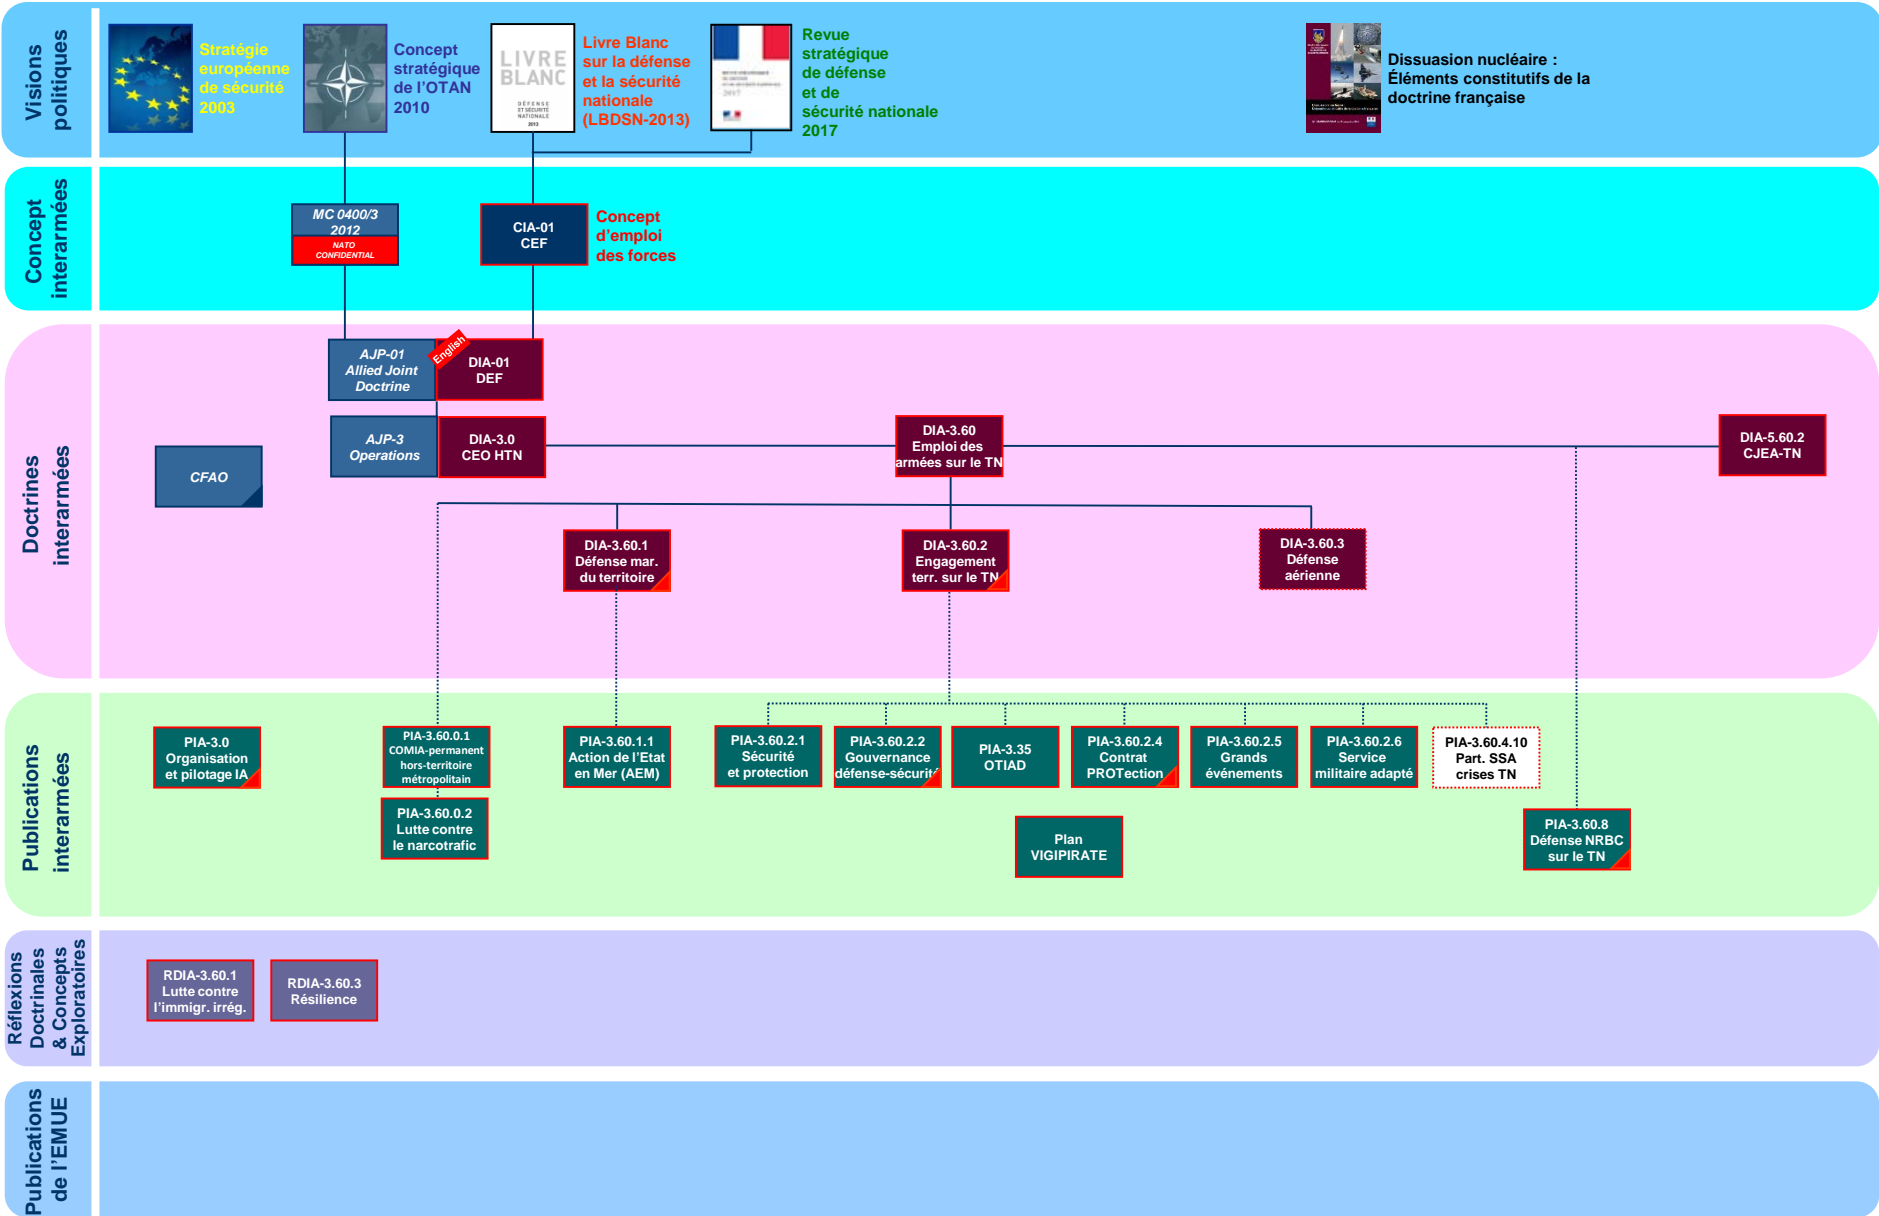 Visions
politiques
Stratégie
européenne
de sécurité
2003
Concept
stratégique
de l'OTAN
2010
LIVRE
BLANC
DÉFENSE
ET SÉCURITÉ
NATIONALE
2013
Livre Blanc
sur la défense
et la sécurité
nationale
(LBDSN-2013)
2017
Revue
stratégique
de défense
et de
sécurité nationale
2017
Dissuasion nucléaire :
Éléments constitutifs de la
doctrine française
Concept
interarmées
MC 0400/3
2012
NATO
CONFIDENTIAL
CIA-01
CEF
Concept
d'emploi
des forces
Doctrines
interarmées
AJP-01
Allied Joint
Doctrine
English
DIA-01
DEF
CFAO
AJP-3
Operations
DIA-3.0
CEO HTN
DIA-3.60
Emploi des
armées sur le TN
DIA-5.60.2
CJEA-TN
DIA-3.60.1
Défense mar.
du territoire
DIA-3.60.2
Engagement
terr. sur le TN
DIA-3.60.3
Défense
aérienne
Publications
interarmées
PIA-3.0
Organisation
et pilotage IA
PIA-3.60.0.1
COMIA-permanent
hors-territoire
métropolitain
PIA-3.60.0.2
Lutte contre
le narcotrafic
PIA-3.60.1.1
Action de l'Etat
en Mer (AEM)
PIA-3.60.2.1
Sécurité
et protection
PIA-3.60.2.2
Gouvernance
défense-sécurité
PIA-3.35
OTIAD
PIA-3.60.2.4
Contrat
PROTection
PIA-3.60.2.5
Grands
événements
PIA-3.60.2.6
Service
militaire adapté
PIA-3.60.4.10
Part. SSA
crises TN
Plan
VIGIPIRATE
PIA-3.60.8
Défense NRBC
sur le TN
Réflexions
Doctrinales
& Concepts
Exploratoires
RDIA-3.60.1
Lutte contre
l'immigr. irrég.
RDIA-3.60.3
Résilience
Publications
de l'EMUE